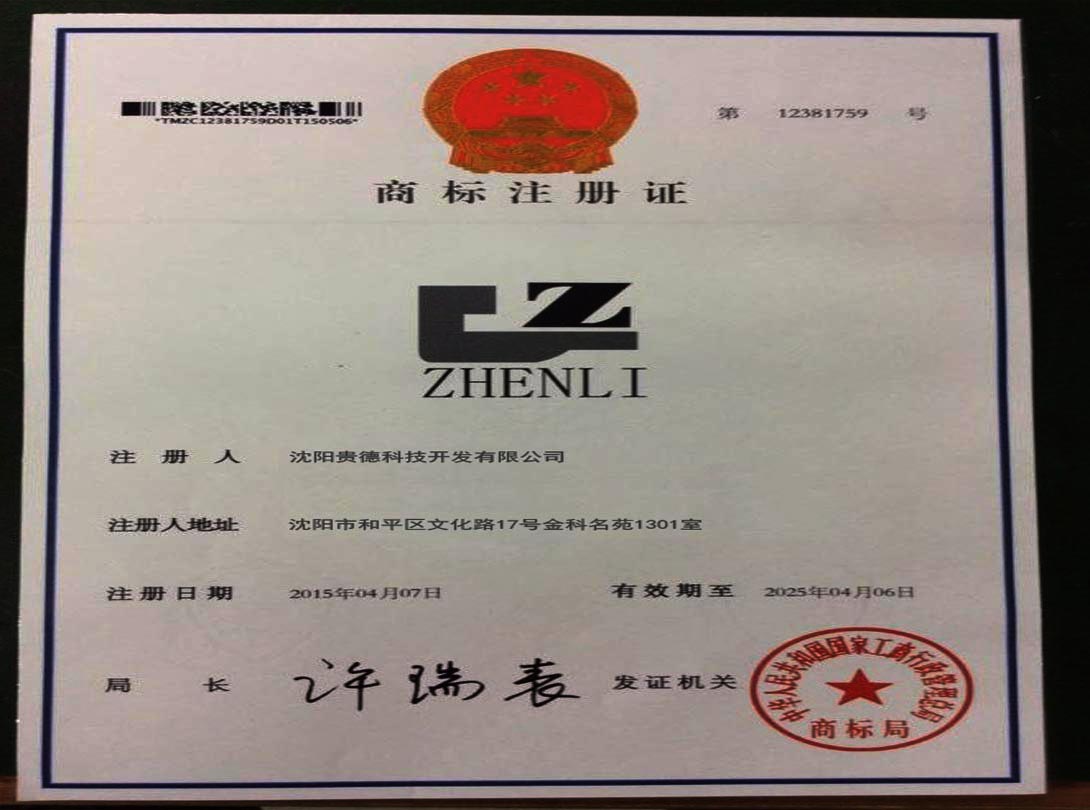 *TMZC12381759D01T150506*
第 12381759 号
商标注册证
Z
ZHENLI
注册人 沈阳贵德科技开发有限公司
注册人地址 沈阳市和平区文化路17号金科名苑1301室
注册日期 2015年04月07日 有效期至 2025年04月06日
局长 许瑞表 发证机关
中华人民共和国国家工商行政管理总局
商标局